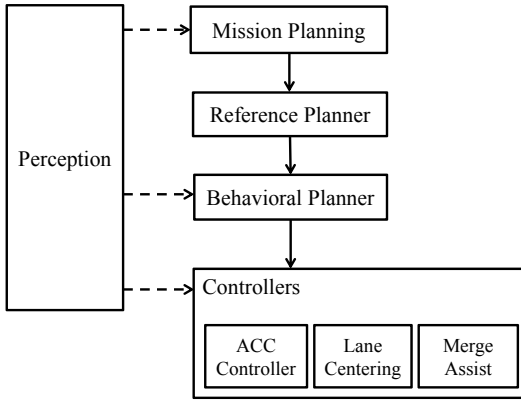 Mission Planning
Reference Planner
Perception
Behavioral Planner
Controllers
ACC
Controller
Lane
Centering
Merge
Assist